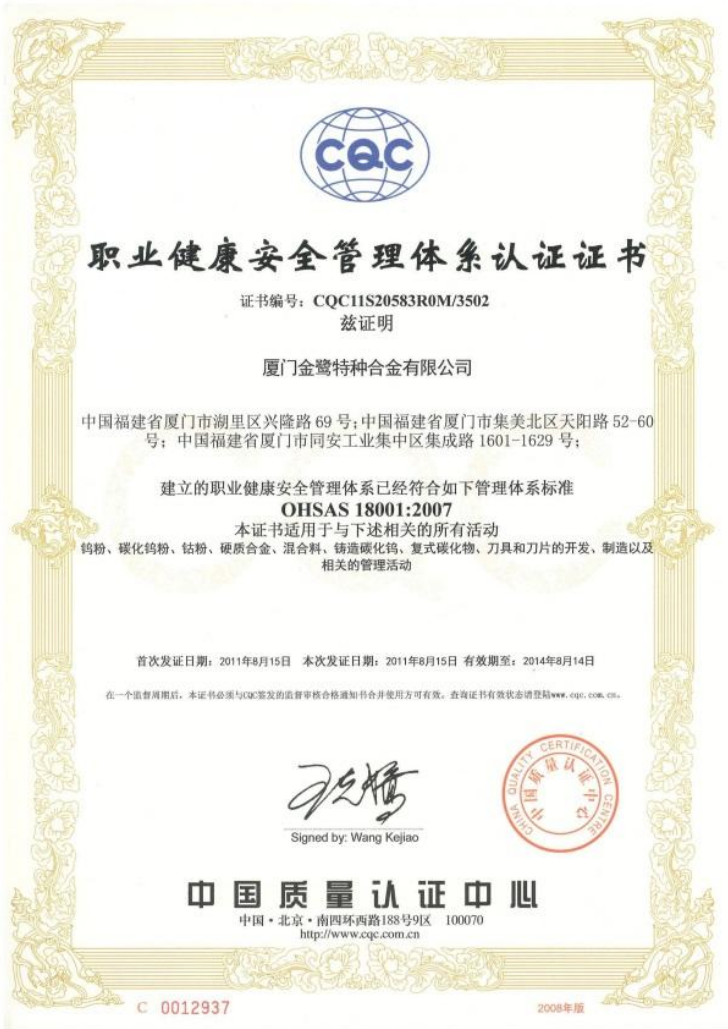 CQC
职业健康安全管理体系认证证书
证书编号：CQC11S20583R0M/3502
兹证明
厦门金鹭特种合金有限公司
中国福建省厦门市湖里区兴隆路 69 号；中国福建省厦门市集美北区天阳路 52-60
号；中国福建省厦门市同安工业集中区集成路 1601-1629 号；
建立的职业健康安全管理体系已经符合如下管理体系标准
OHSAS 18001:2007
本证书适用于与下述相关的所有活动
钨粉、碳化钨粉、钴粉、硬质合金、混合料、铸造碳化钨、复式碳化物、刀具和刀片的开发、制造以及
相关的管理活动
首次发证日期：2011年8月15日 本次发证日期：2011年8月15日 有效期至：2014年8月14日
在一个监督周期后，本证书必须与CQC签发的监督审核合格通知书合并使用方可有效。查询证书有效状态请登陆www.cqc.com.cn。
CHINA QUALITY CERTIFICATION CENTRE
中国质量认证中心
Signed by: Wang Kejiao
中国质量认证中心
中国·北京·南四环西路188号9区 100070
http://www.cqc.com.cn
C 0012937
2008年版